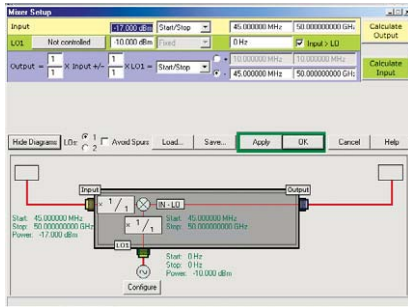 Mixer Setup
Input -17.000 dBm Start/Stop 45.000000 MHz 50.000000 GHz Calculate Output
LO1 Not controlled -10.000 dBm Fixed 0 Hz Input > LO
Output = 1 / 1 X Input +/- 1 / 1 X LO1 = Start/Stop + 10.000000 MHz 10.000000 MHz Calculate Input
- 45.000000 MHz 50.000000000 GHz
Hide Diagrams LOs: 1 2 Avoid Spurs Load... Save... Apply OK Cancel Help
Input Output
x 1 / 1 IN - LO
Start: 45.000000 MHz
Stop: 50.000000000 GHz
Power: -17.000 dBm
x 1 / 1
Start: 45.000000 MHz
Stop: 50.000000000 GHz
LO1
Start: 0 Hz
Stop: 0 Hz
Power: -10.000 dBm
Configure